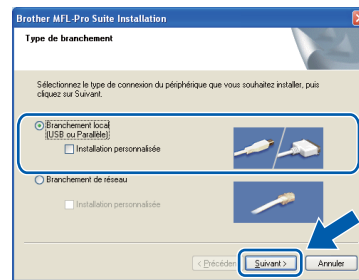 Brother MFL-Pro Suite Installation
Type de branchement
Sélectionnez le type de connexion du périphérique que vous souhaitez installer, puis
cliquez sur Suivant.
Branchement local
(USB ou Parallèle)
Installation personnalisée
Branchement de réseau
Installation personnalisée
< Précéden
Suivant >
Annuler